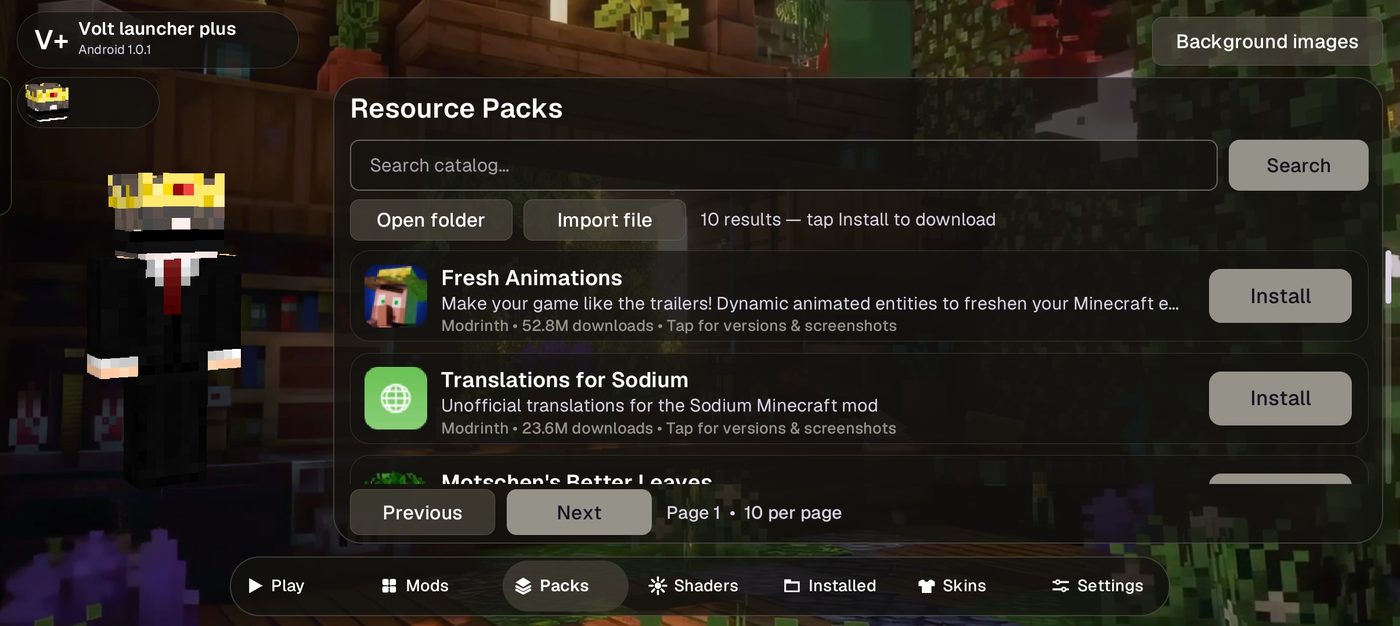 V+ Volt launcher plus
Android 1.0.1
Background images
Resource Packs
Search catalog...
Search
Open folder
Import file
10 results — tap Install to download
Fresh Animations
Make your game like the trailers! Dynamic animated entities to freshen your Minecraft e...
Modrinth • 52.8M downloads • Tap for versions & screenshots
Install
Translations for Sodium
Unofficial translations for the Sodium Minecraft mod
Modrinth • 23.6M downloads • Tap for versions & screenshots
Install
Motschen's Better Leaves
Previous
Next
Page 1 • 10 per page
Play
Mods
Packs
Shaders
Installed
Skins
Settings